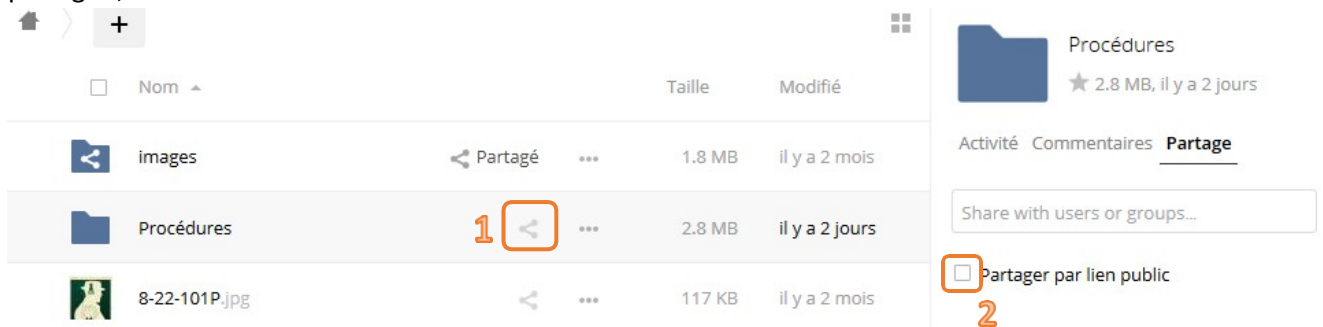 +
Nom
Taille
Modifié
images
Partagé
1.8 MB
il y a 2 mois
Procédures
1
2.8 MB
il y a 2 jours
8-22-101P.jpg
117 KB
il y a 2 mois
Procédures
2.8 MB, il y a 2 jours
Activité Commentaires Partage
Share with users or groups...
Partager par lien public
2